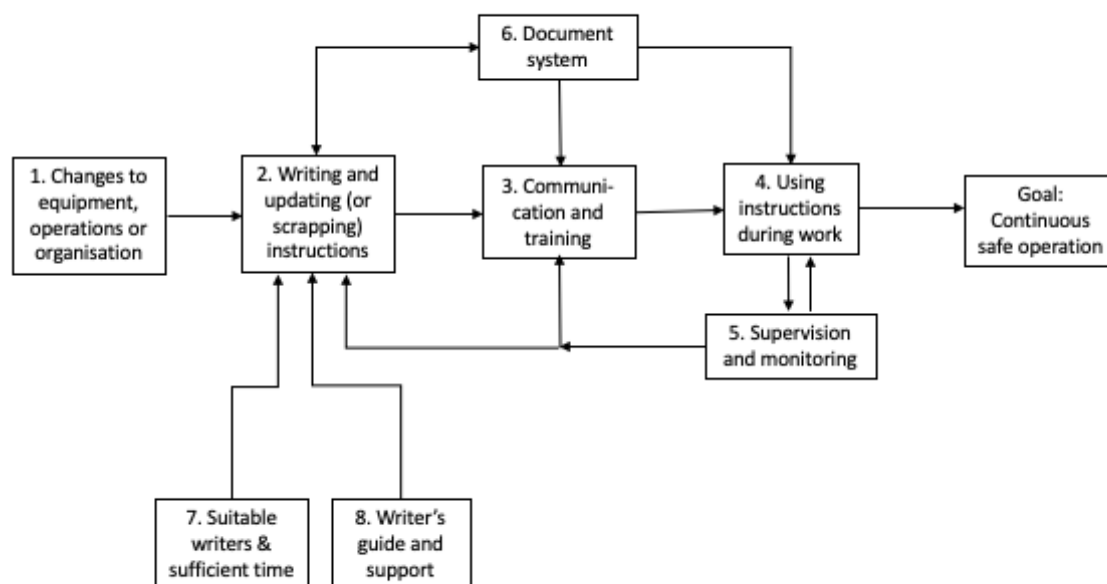 6. Document
system
1. Changes to
equipment,
operations or
organisation
2. Writing and
updating (or
scrapping)
instructions
3. Communi-
cation and
training
4. Using
instructions
during work
Goal:
Continuous
safe operation
5. Supervision
and monitoring
7. Suitable
writers &
sufficient time
8. Writer's
guide and
support